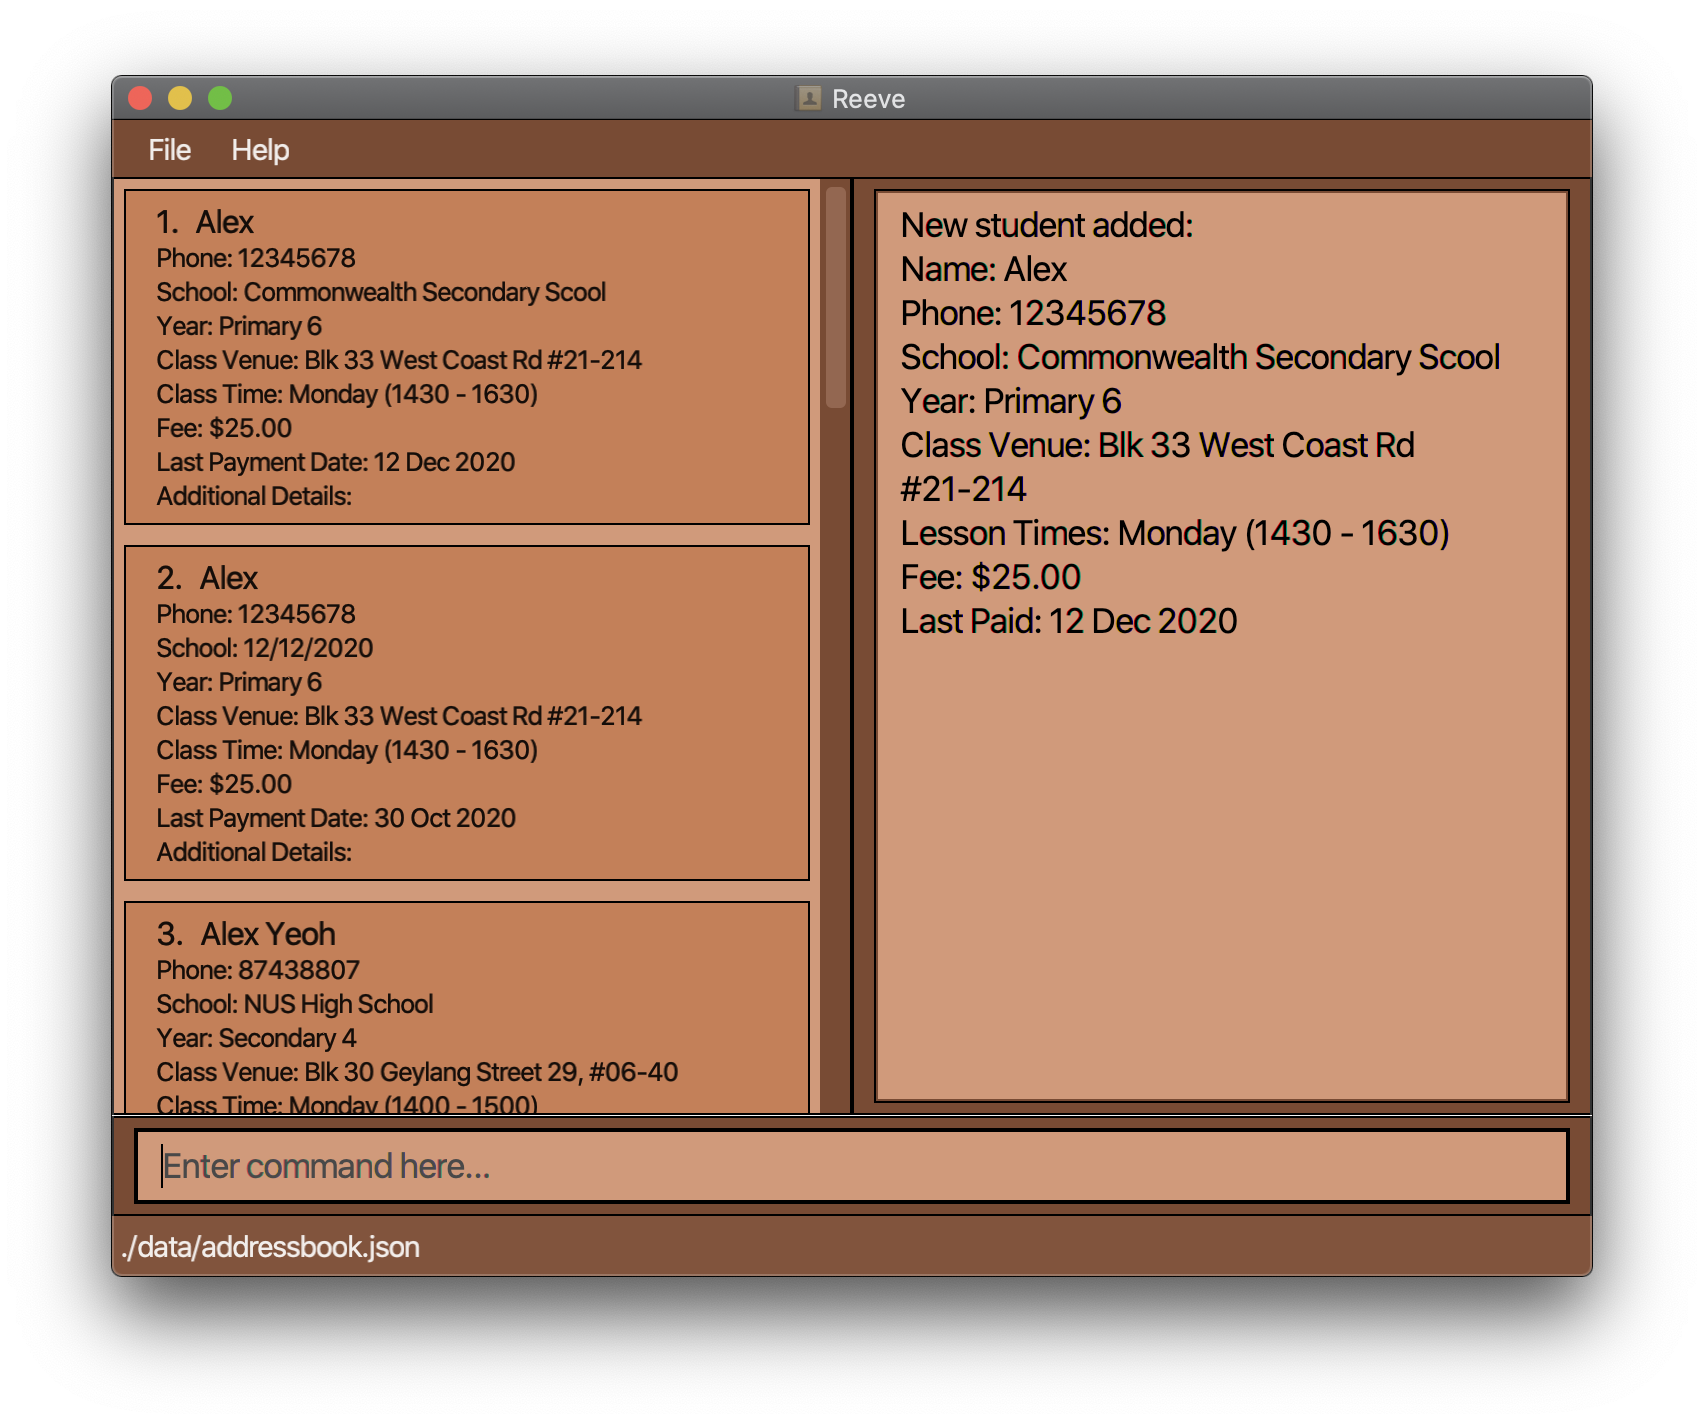 Reeve
File Help
1. Alex
Phone: 12345678
School: Commonwealth Secondary Scool
Year: Primary 6
Class Venue: Blk 33 West Coast Rd #21-214
Class Time: Monday (1430 - 1630)
Fee: $25.00
Last Payment Date: 12 Dec 2020
Additional Details:
2. Alex
Phone: 12345678
School: 12/12/2020
Year: Primary 6
Class Venue: Blk 33 West Coast Rd #21-214
Class Time: Monday (1430 - 1630)
Fee: $25.00
Last Payment Date: 30 Oct 2020
Additional Details:
3. Alex Yeoh
Phone: 87438807
School: NUS High School
Year: Secondary 4
Class Venue: Blk 30 Geylang Street 29, #06-40
Class Time: Monday (1400 - 1500)
New student added:
Name: Alex
Phone: 12345678
School: Commonwealth Secondary Scool
Year: Primary 6
Class Venue: Blk 33 West Coast Rd
#21-214
Lesson Times: Monday (1430 - 1630)
Fee: $25.00
Last Paid: 12 Dec 2020
Enter command here...
./data/addressbook.json